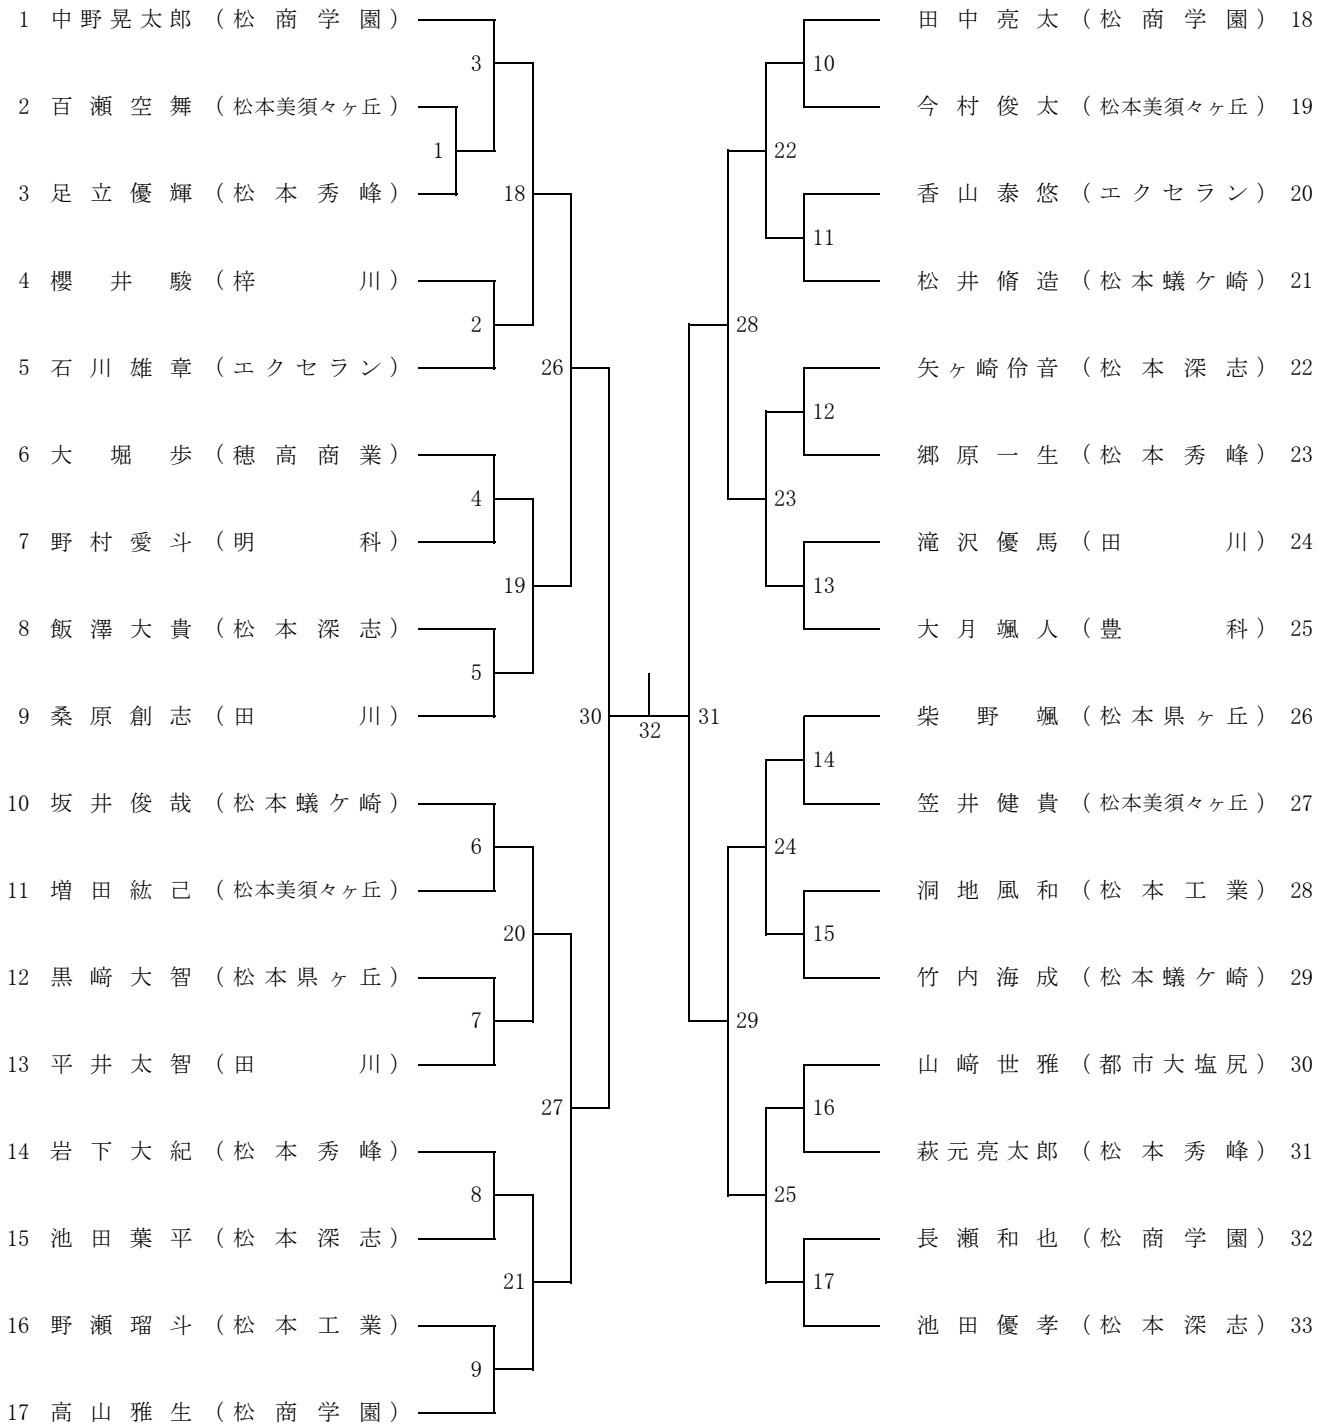 1 中野晃太郎 （松商学園）
3
2 百瀬空舞 （松本美須々ヶ丘）
1
3 足立優輝 （松本秀峰）
18
4 櫻井駿 （梓川）
2
5 石川雄章 （エクセラン）
26
6 大堀歩 （穂高商業）
4
7 野村愛斗 （明科）
19
8 飯澤大貴 （松本深志）
5
9 桑原創志 （田川）
30
10 坂井俊哉 （松本蟻ケ崎）
6
11 増田紘己 （松本美須々ヶ丘）
20
12 黒﨑大智 （松本県ヶ丘）
7
13 平井太智 （田川）
27
14 岩下大紀 （松本秀峰）
8
15 池田葉平 （松本深志）
21
16 野瀬瑠斗 （松本工業）
9
17 高山雅生 （松商学園）
32
田中亮太 （松商学園） 18
10
今村俊太 （松本美須々ヶ丘） 19
22
香山泰悠 （エクセラン） 20
11
松井脩造 （松本蟻ケ崎） 21
28
矢ヶ崎伶音 （松本深志） 22
12
郷原一生 （松本秀峰） 23
23
滝沢優馬 （田川） 24
13
大月颯人 （豊科） 25
31
柴野颯 （松本県ヶ丘） 26
14
笠井健貴 （松本美須々ヶ丘） 27
24
洞地風和 （松本工業） 28
15
竹内海成 （松本蟻ケ崎） 29
29
山﨑世雅 （都市大塩尻） 30
16
萩元亮太郎 （松本秀峰） 31
25
長瀬和也 （松商学園） 32
17
池田優孝 （松本深志） 33